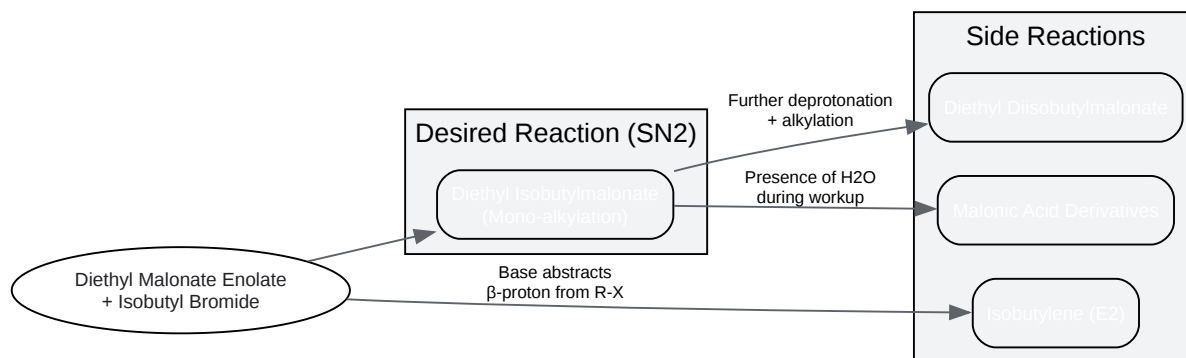 Side Reactions
Diethyl Diisobutylmalonate
Malonic Acid Derivatives
Isobutylene (E2)
Further deprotonation
+ alkylation
Presence of H2O
during workup
Desired Reaction (SN2)
Diethyl Isobutylmalonate
(Mono-alkylation)
Base abstracts
β-proton from R-X
Diethyl Malonate Enolate
+ Isobutyl Bromide